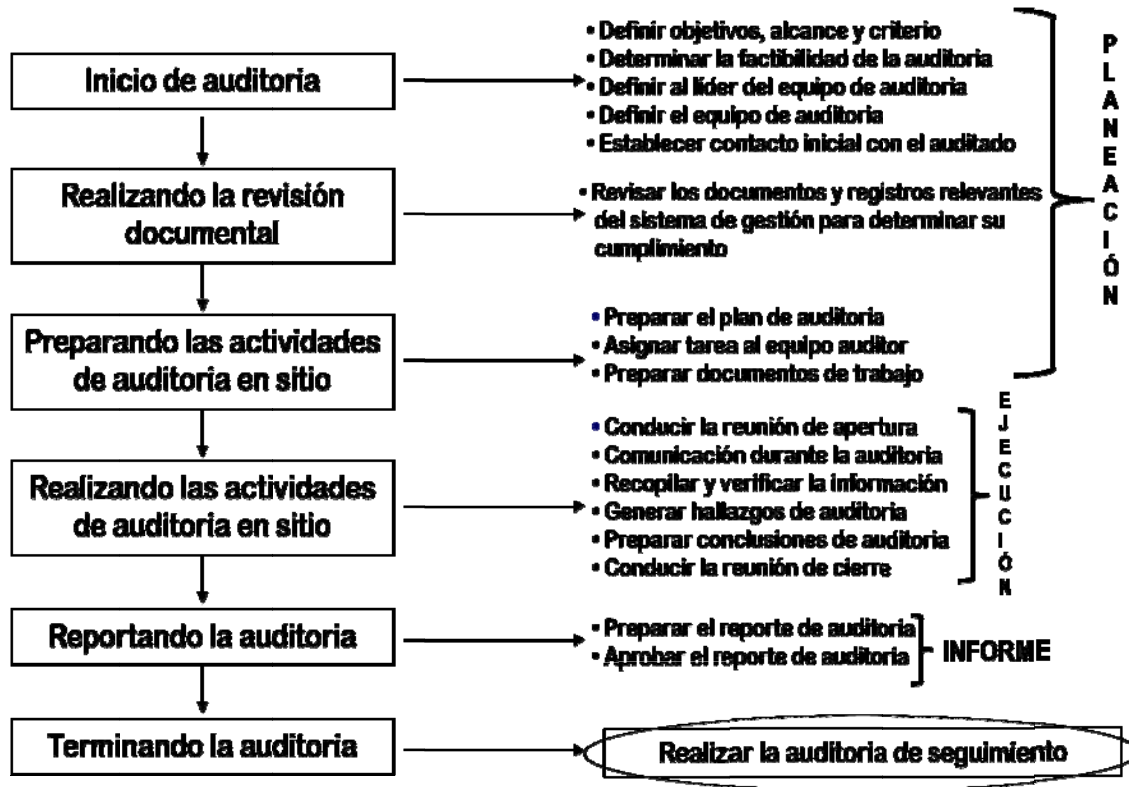 Inicio de auditoria
• Definir objetivos, alcance y criterio
• Determinar la factibilidad de la auditoria
• Definir al líder del equipo de auditoria
• Definir el equipo de auditoria
• Establecer contacto inicial con el auditado
Realizando la revisión
documental
• Revisar los documentos y registros relevantes
del sistema de gestión para determinar su
cumplimiento
Preparando las actividades
de auditoría en sitio
• Preparar el plan de auditoria
• Asignar tarea al equipo auditor
• Preparar documentos de trabajo
PLANEACIÓN
Realizando las actividades
de auditoría en sitio
• Conducir la reunión de apertura
• Comunicación durante la auditoria
• Recopilar y verificar la información
• Generar hallazgos de auditoria
• Preparar conclusiones de auditoria
• Conducir la reunión de cierre
EJECUCIÓN
Reportando la auditoria
• Preparar el reporte de auditoria
• Aprobar el reporte de auditoria
INFORME
Terminando la auditoria
Realizar la auditoria de seguimiento